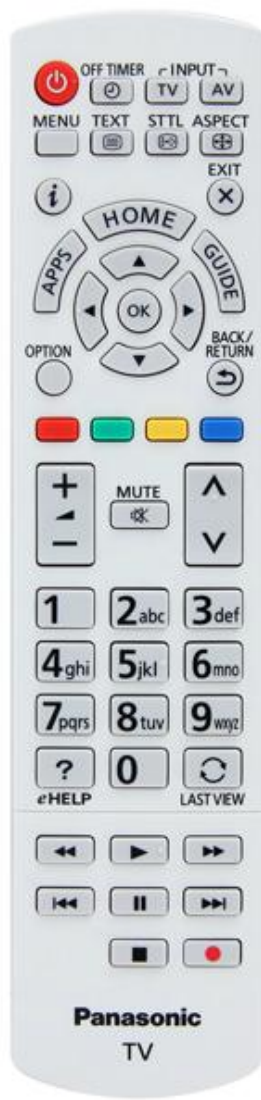 OFF TIMER INPUT
TV AV
MENU TEXT STTL ASPECT
EXIT
i
HOME
APPS GUIDE
OK
OPTION BACK/
RETURN
MUTE
1 2abc 3def
4ghi 5jkl 6mno
7pqrs 8tuv 9wxyz
? 0
eHELP LAST VIEW
Panasonic
TV